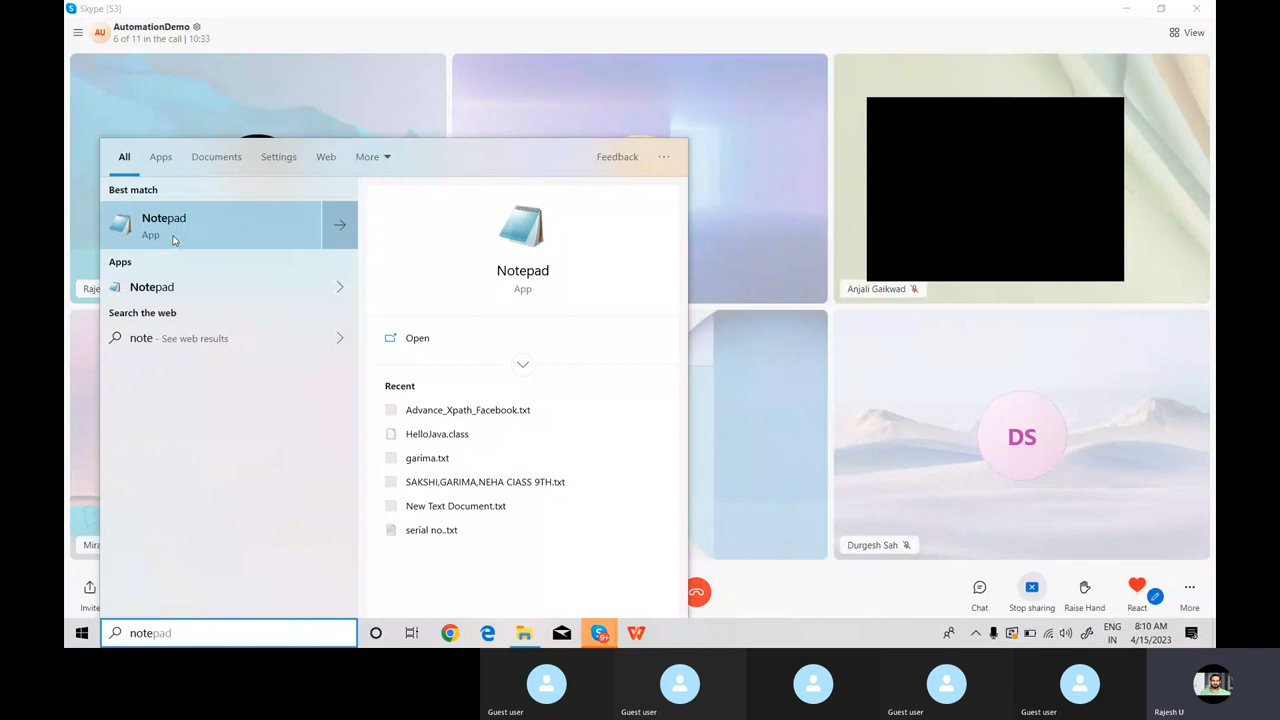 Skype [53]
AutomationDemo
6 of 11 in the call | 10:33
View
AU
All Apps Documents Settings Web More Feedback
Best match
Notepad
App
Apps
Notepad
Search the web
note - See web results
Notepad
App
Open
Recent
Advance_Xpath_Facebook.txt
HelloJava.class
garima.txt
SAKSHI,GARIMA,NEHA CIASS 9TH.txt
New Text Document.txt
serial no..txt
Raje
Anjali Gaikwad
Mira
DS
Durgesh Sah
Invite
Chat Stop sharing Raise Hand React More
notepad
ENG
IN
8:10 AM
4/15/2023
Guest user Guest user Guest user Guest user Rajesh U